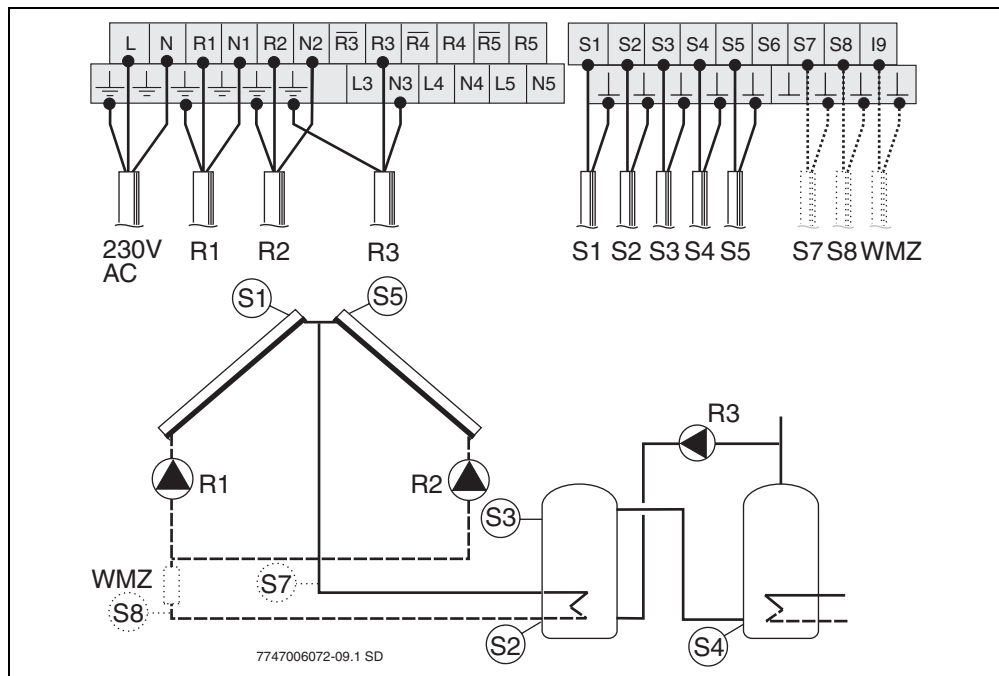 L N R1 N1 R2 N2 R̅3̅ R3 R̅4̅ R4 R̅5̅ R5
S1 S2 S3 S4 S5 S6 S7 S8 I9
L3 N3 L4 N4 L5 N5
230V R1 R2 R3
AC
S1 S2 S3 S4 S5 S7 S8 WMZ
S1 S5
R3
R1 R2
S3
WMZ S7
S8
S2 S4
7747006072-09.1 SD